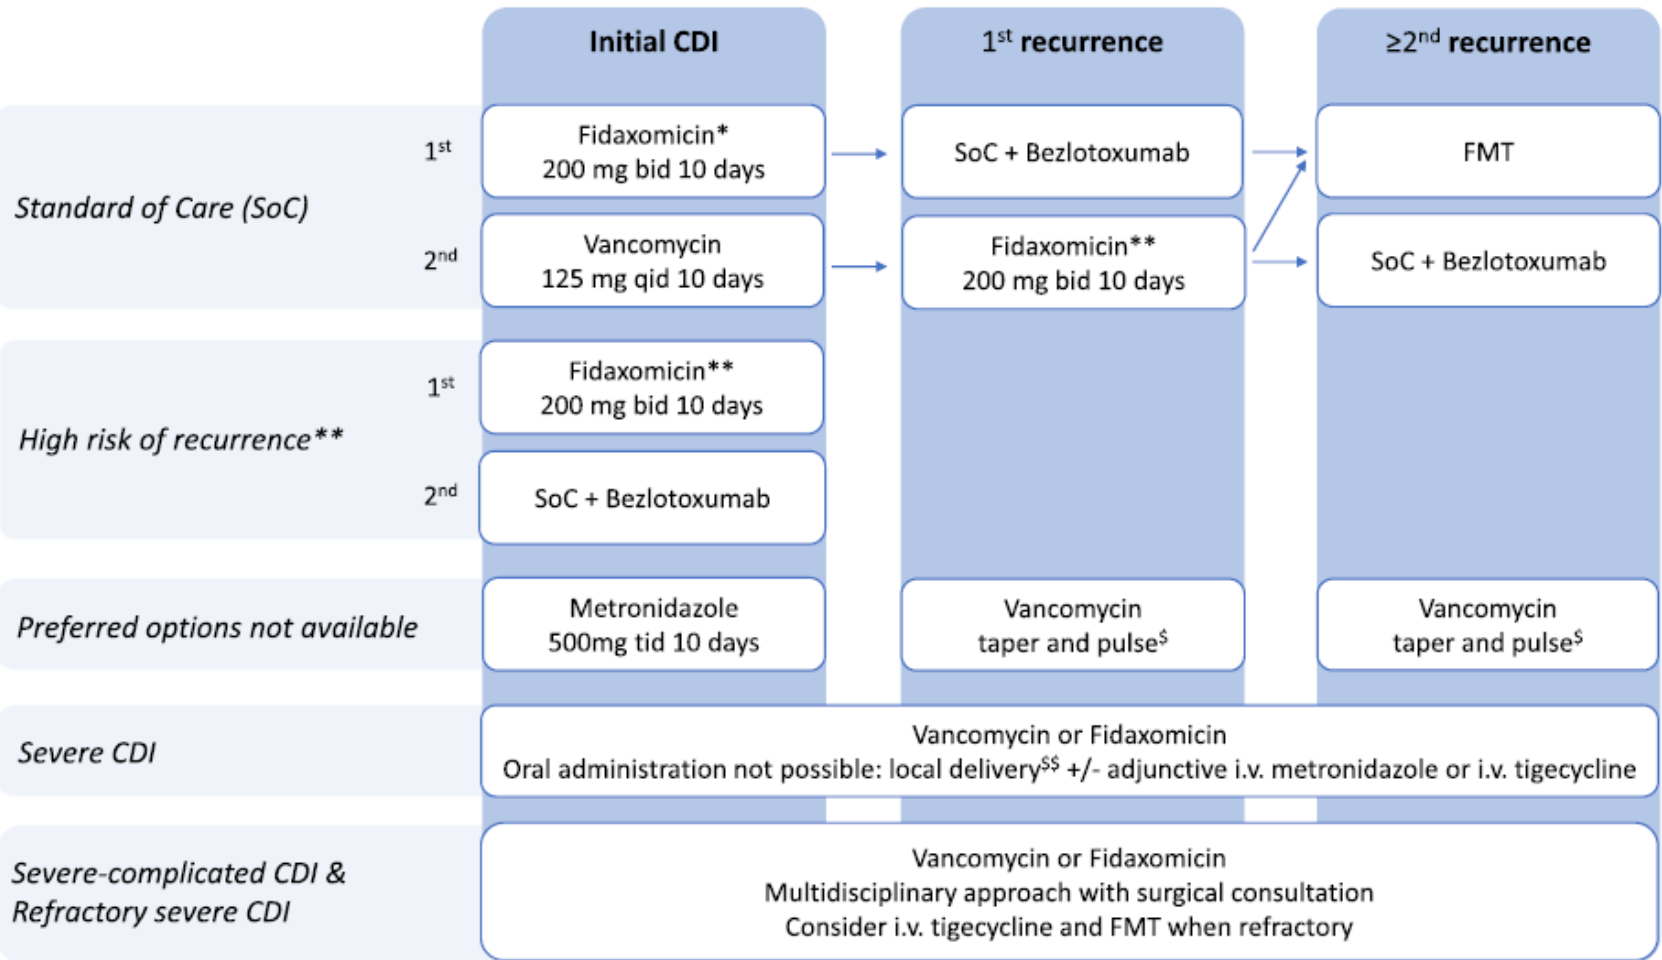 Initial CDI
1st recurrence
≥2nd recurrence
Standard of Care (SoC)
1st
Fidaxomicin*
200 mg bid 10 days
SoC + Bezlotoxumab
FMT
2nd
Vancomycin
125 mg qid 10 days
Fidaxomicin**
200 mg bid 10 days
SoC + Bezlotoxumab
High risk of recurrence**
1st
Fidaxomicin**
200 mg bid 10 days
2nd
SoC + Bezlotoxumab
Preferred options not available
Metronidazole
500mg tid 10 days
Vancomycin
taper and pulse$
Vancomycin
taper and pulse$
Severe CDI
Vancomycin or Fidaxomicin
Oral administration not possible: local delivery$$ +/- adjunctive i.v. metronidazole or i.v. tigecycline
Severe-complicated CDI &
Refractory severe CDI
Vancomycin or Fidaxomicin
Multidisciplinary approach with surgical consultation
Consider i.v. tigecycline and FMT when refractory